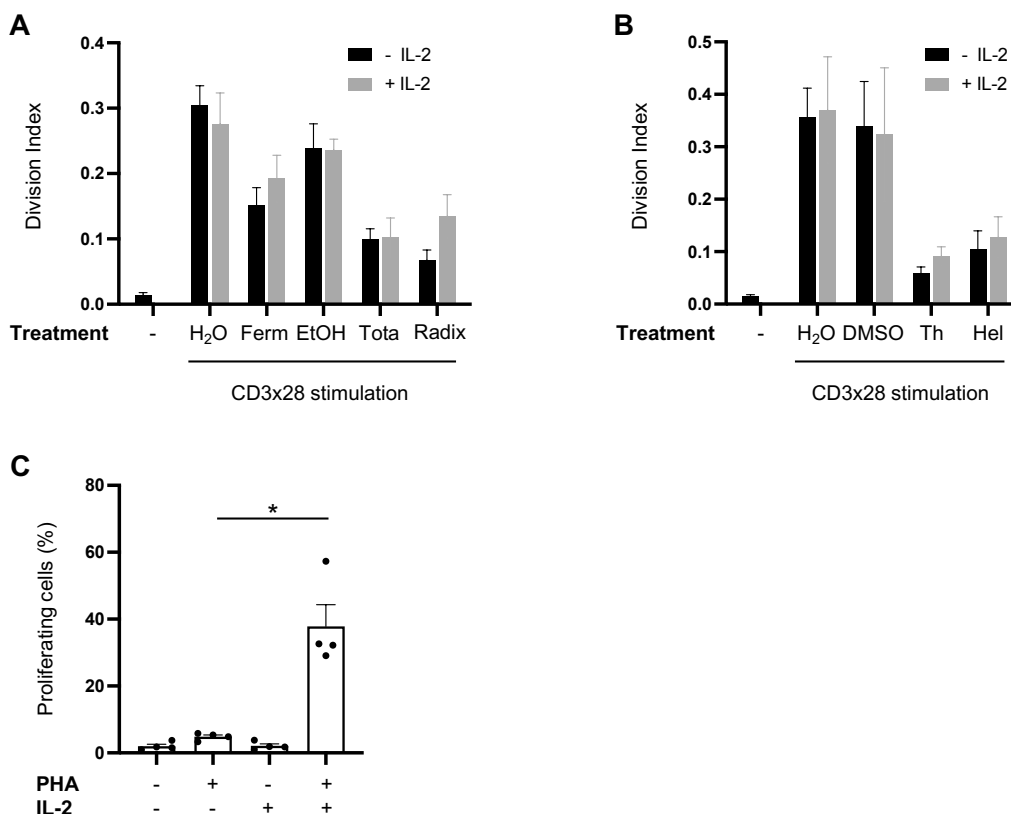 A
0.4
0.3
0.2
0.1
0.0
Division Index
- IL-2
+ IL-2
Treatment - H₂O Ferm EtOH Tota Radix
CD3x28 stimulation
B
0.5
0.4
0.3
0.2
0.1
0.0
Division Index
- IL-2
+ IL-2
Treatment - H₂O DMSO Th Hel
CD3x28 stimulation
C
80
60
40
20
0
Proliferating cells (%)
*
PHA - + - +
IL-2 - - + +